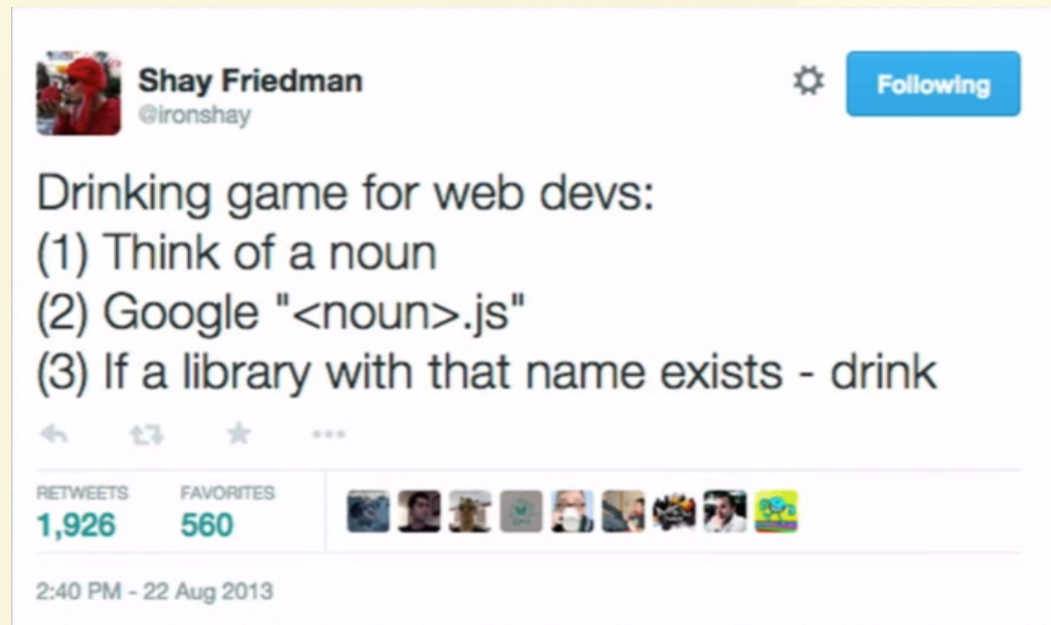 Shay Friedman
@ironshay
Following
Drinking game for web devs:
(1) Think of a noun
(2) Google "<noun>.js"
(3) If a library with that name exists - drink
RETWEETS FAVORITES
1,926 560
2:40 PM - 22 Aug 2013